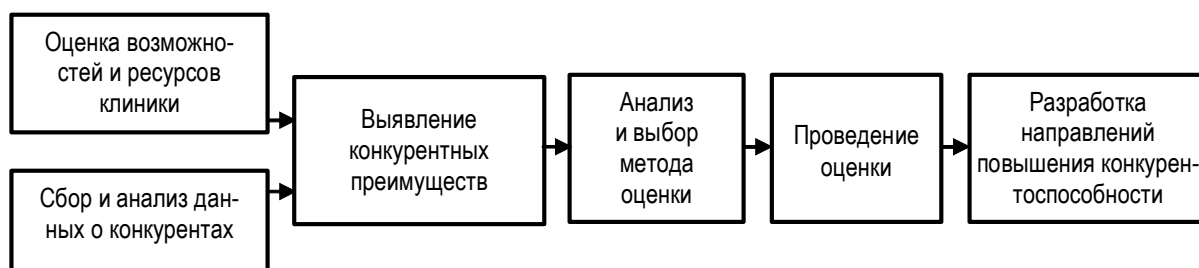 Оценка возможно-
стей и ресурсов
клиники
Сбор и анализ дан-
ных о конкурентах
Выявление
конкурентных
преимуществ
Анализ
и выбор
метода
оценки
Проведение
оценки
Разработка
направлений
повышения конкурен-
тоспособности